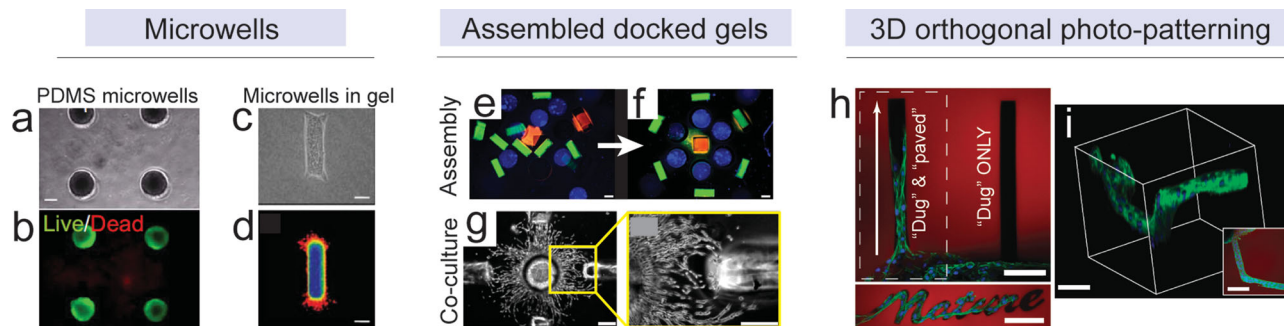 Microwells
Assembled docked gels
3D orthogonal photo-patterning
PDMS microwells
Microwells in gel
a
c
b
Live/Dead
d
Assembly
e
f
Co-culture
g
h
"Dug" & "paved"
"Dug" ONLY
Nature
i